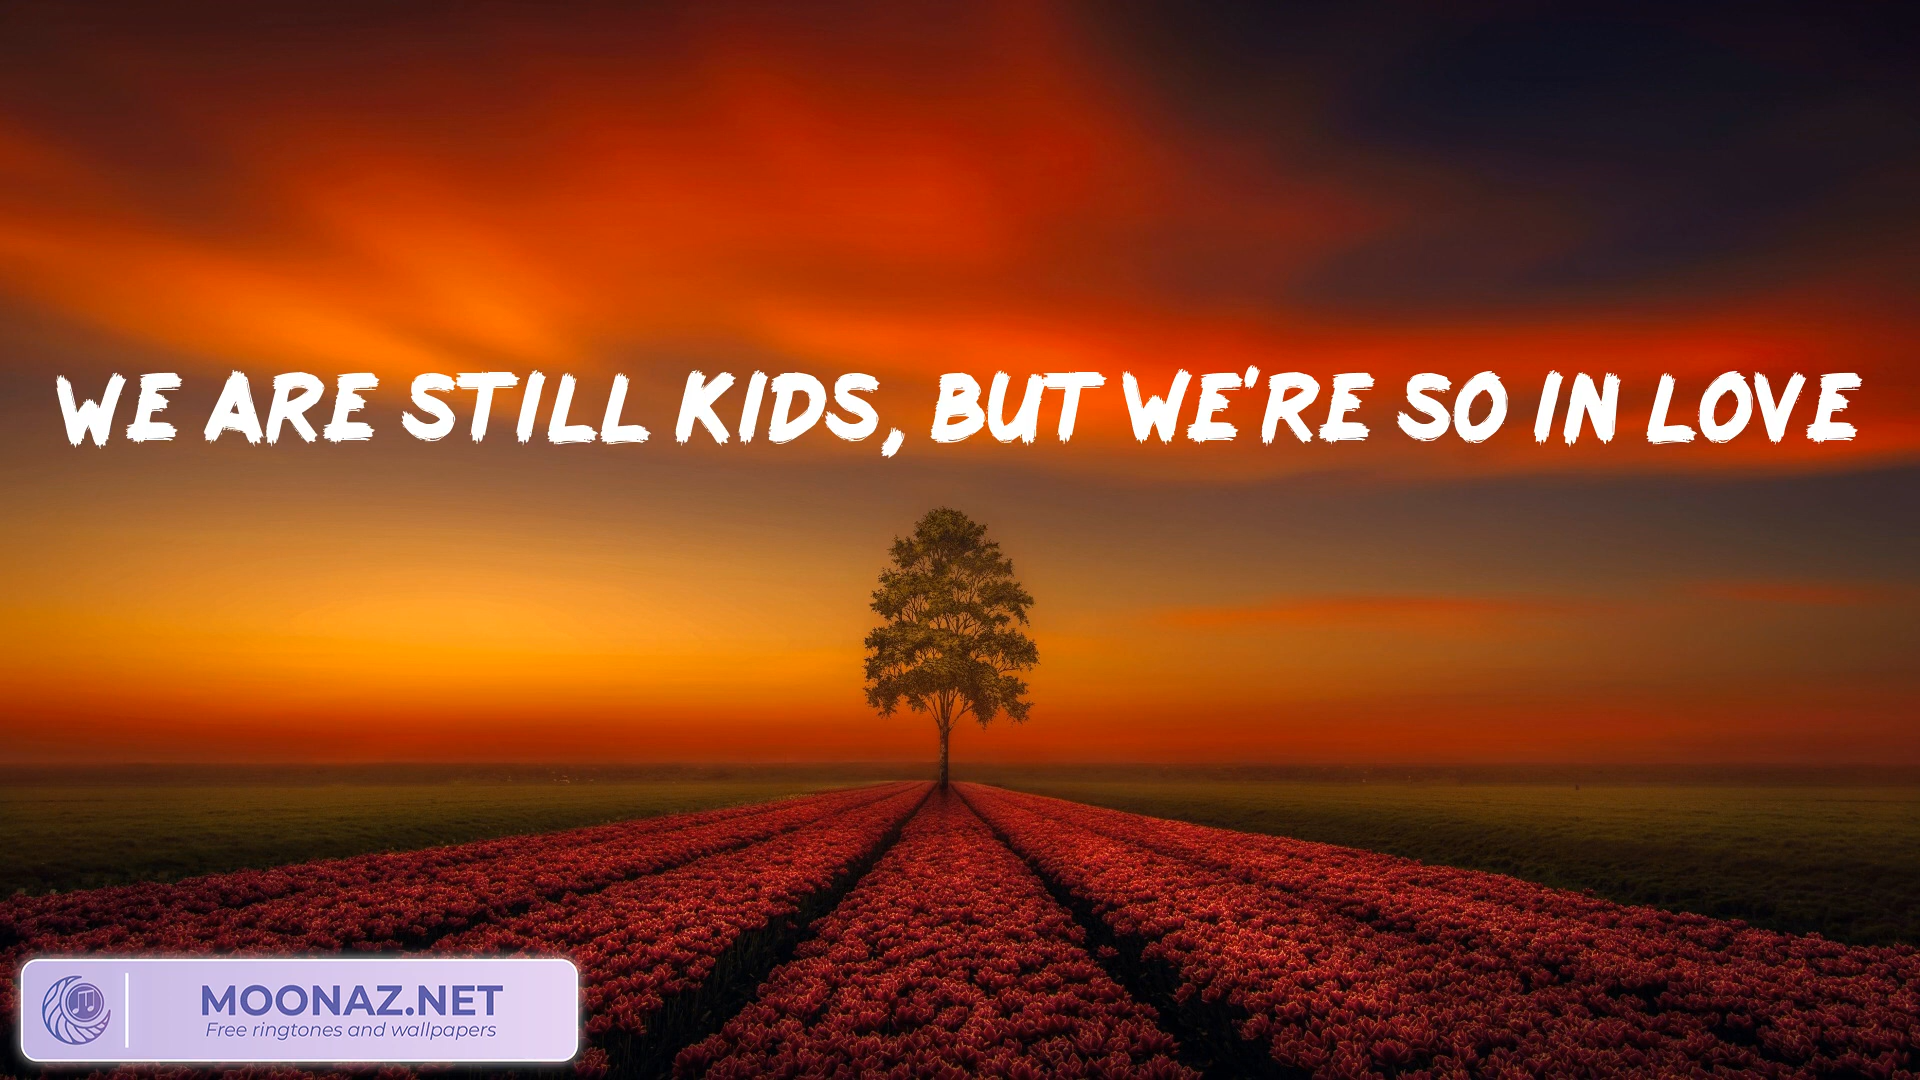 WE ARE STILL KIDS, BUT WE'RE SO IN LOVE
MOONAZ.NET
Free ringtones and wallpapers